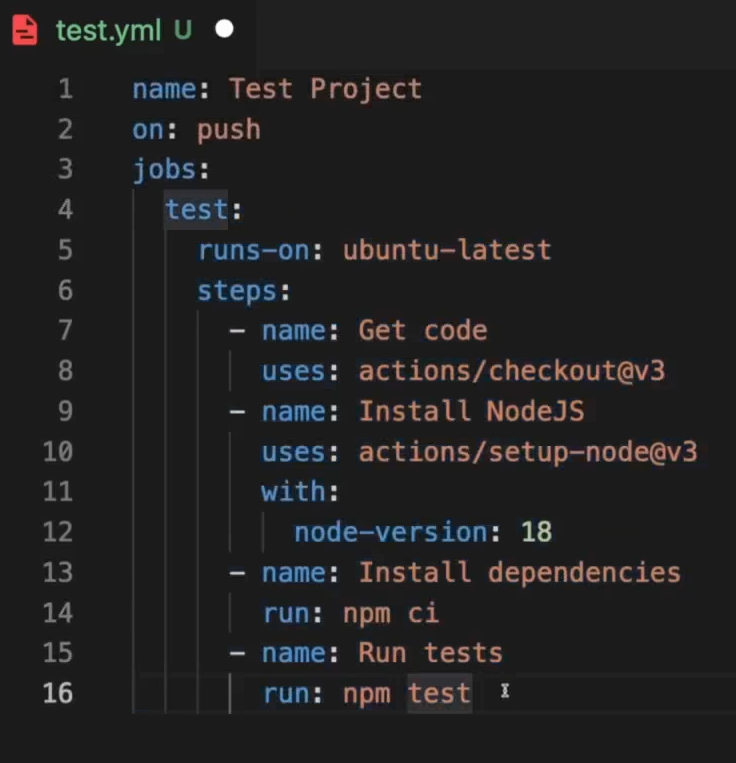 test.yml U
1 name: Test Project
2 on: push
3 jobs:
4   test:
5     runs-on: ubuntu-latest
6     steps:
7       - name: Get code
8         uses: actions/checkout@v3
9       - name: Install NodeJS
10         uses: actions/setup-node@v3
11         with:
12           node-version: 18
13       - name: Install dependencies
14         run: npm ci
15       - name: Run tests
16         run: npm test